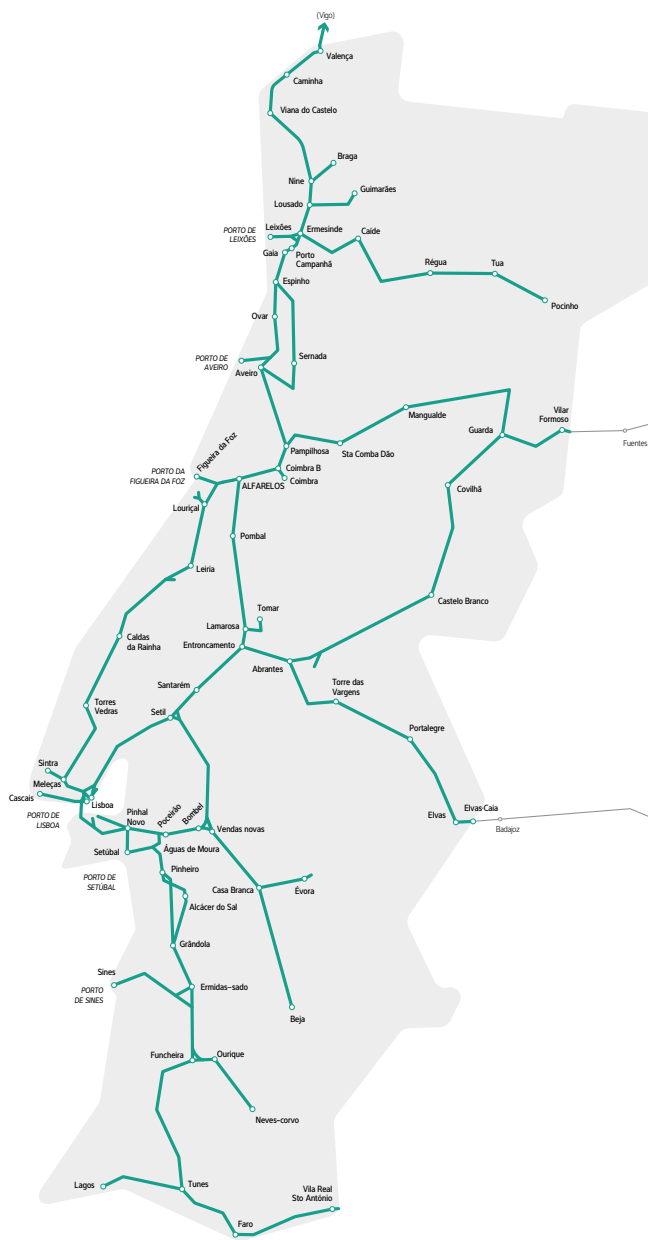 (Vigo)
Valença
Caminha
Viana do Castelo
Braga
Nine
Guimarães
Lousado
Leixões
Ermesinde
Caíde
PORTO DE
LEIXÕES
Gaia
Porto
Campanhã
Régua
Tua
Espinho
Pocinho
Ovar
PORTO DE
AVEIRO
Sernada
Aveiro
Mangualde
Vilar
Formoso
Guarda
Fuentes
Figueira da Foz
Pampilhosa
Sta Comba Dão
PORTO DA
FIGUEIRA DA FOZ
Coimbra B
Coimbra
ALFARELOS
Covilhã
Louriçal
Pombal
Leiria
Castelo Branco
Tomar
Lamarosa
Caldas
da Rainha
Entroncamento
Abrantes
Santarém
Torre das
Vargens
Torres
Vedras
Setil
Portalegre
Sintra
Meleças
Cascais
Lisboa
PORTO DE
LISBOA
Pinhal
Novo
Poceirão
Bombel
Vendas novas
Elvas
Elvas-Caia
Badajoz
Setúbal
Águas de Moura
PORTO DE
SETÚBAL
Pinheiro
Casa Branca
Évora
Alcácer do Sal
Grândola
Sines
PORTO
DE SINES
Ermidas-sado
Beja
Funcheira
Ourique
Neves-corvo
Lagos
Tunes
Vila Real
Sto António
Faro